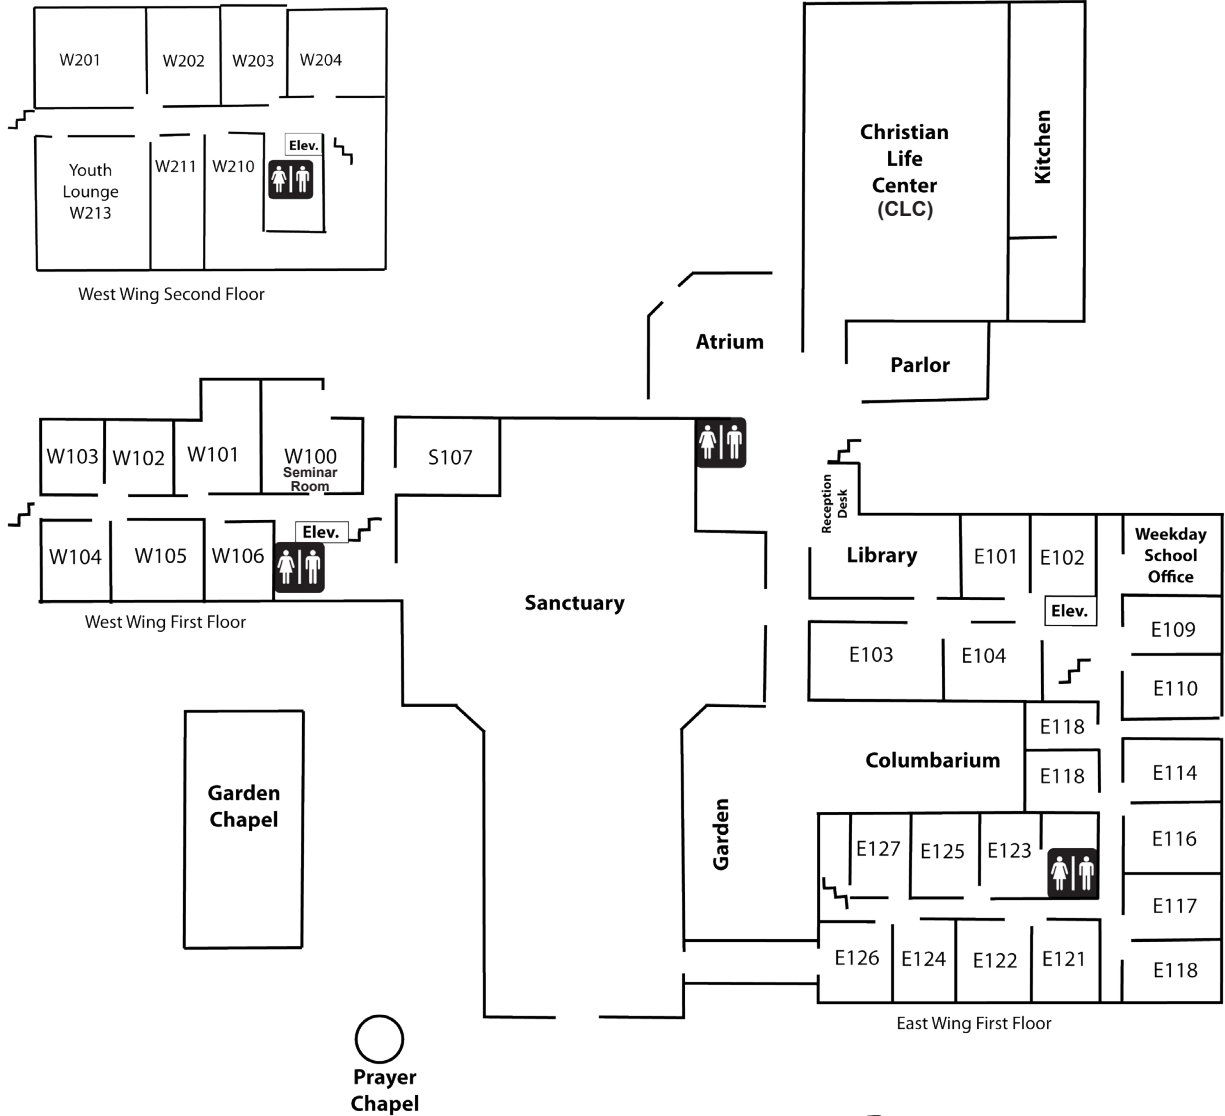 W201
W202
W203
W204
Elev.
Youth
Lounge
W213
W211
W210
West Wing Second Floor
Christian
Life
Center
(CLC)
Kitchen
Atrium
Parlor
W103
W102
W101
W100
Seminar
Room
S107
Reception
Desk
Elev.
W104
W105
W106
West Wing First Floor
Sanctuary
Library
E101
E102
Weekday
School
Office
Elev.
E109
E103
E104
E110
E118
Columbarium
E118
E114
Garden
Chapel
Garden
E127
E125
E123
E116
E117
E126
E124
E122
E121
E118
East Wing First Floor
Prayer
Chapel